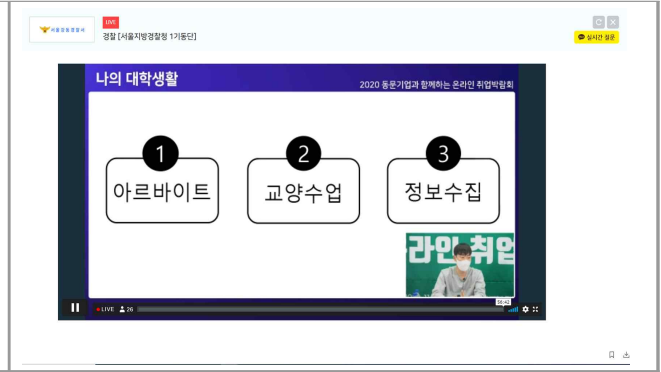 LIVE
경찰 [서울지방경찰청 1기동단]
실시간 질문
나의 대학생활
2020 동문기업과 함께하는 온라인 취업박람회
1
2
3
아르바이트
교양수업
정보수집
라인 취업
56:42
LIVE 26